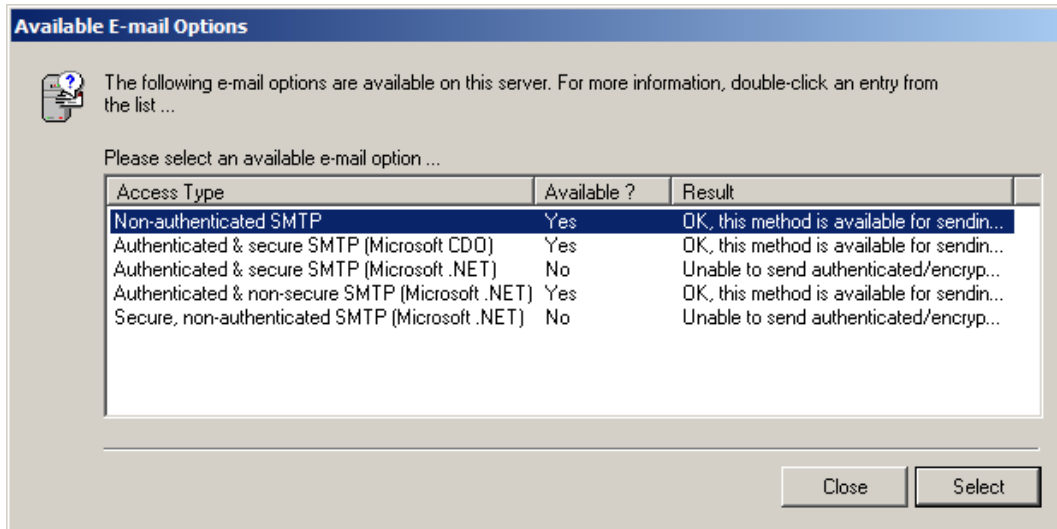 Available E-mail Options
The following e-mail options are available on this server. For more information, double-click an entry from
the list ...
Please select an available e-mail option ...
Access Type Available ? Result
Non-authenticated SMTP Yes OK, this method is available for sendin...
Authenticated & secure SMTP (Microsoft CDO) Yes OK, this method is available for sendin...
Authenticated & secure SMTP (Microsoft .NET) No Unable to send authenticated/encryp...
Authenticated & non-secure SMTP (Microsoft .NET) Yes OK, this method is available for sendin...
Secure, non-authenticated SMTP (Microsoft .NET) No Unable to send authenticated/encryp...
Close Select